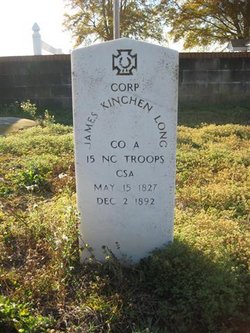 CORP
JAMES KINCHEN LONG
CO A
15 NC TROOPS
CSA
MAY 15 1827
DEC 2 1892